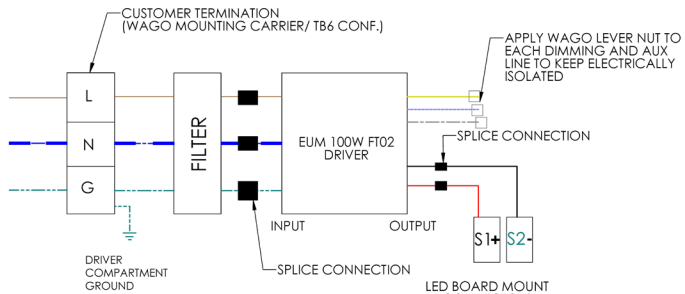 CUSTOMER TERMINATION
(WAGO MOUNTING CARRIER/ TB6 CONF.)
APPLY WAGO LEVER NUT TO
EACH DIMMING AND AUX
LINE TO KEEP ELECTRICALLY
ISOLATED
L
N
G
FILTER
EUM 100W FT02
DRIVER
SPLICE CONNECTION
INPUT
OUTPUT
S1+
S2-
DRIVER
COMPARTMENT
GROUND
SPLICE CONNECTION
LED BOARD MOUNT